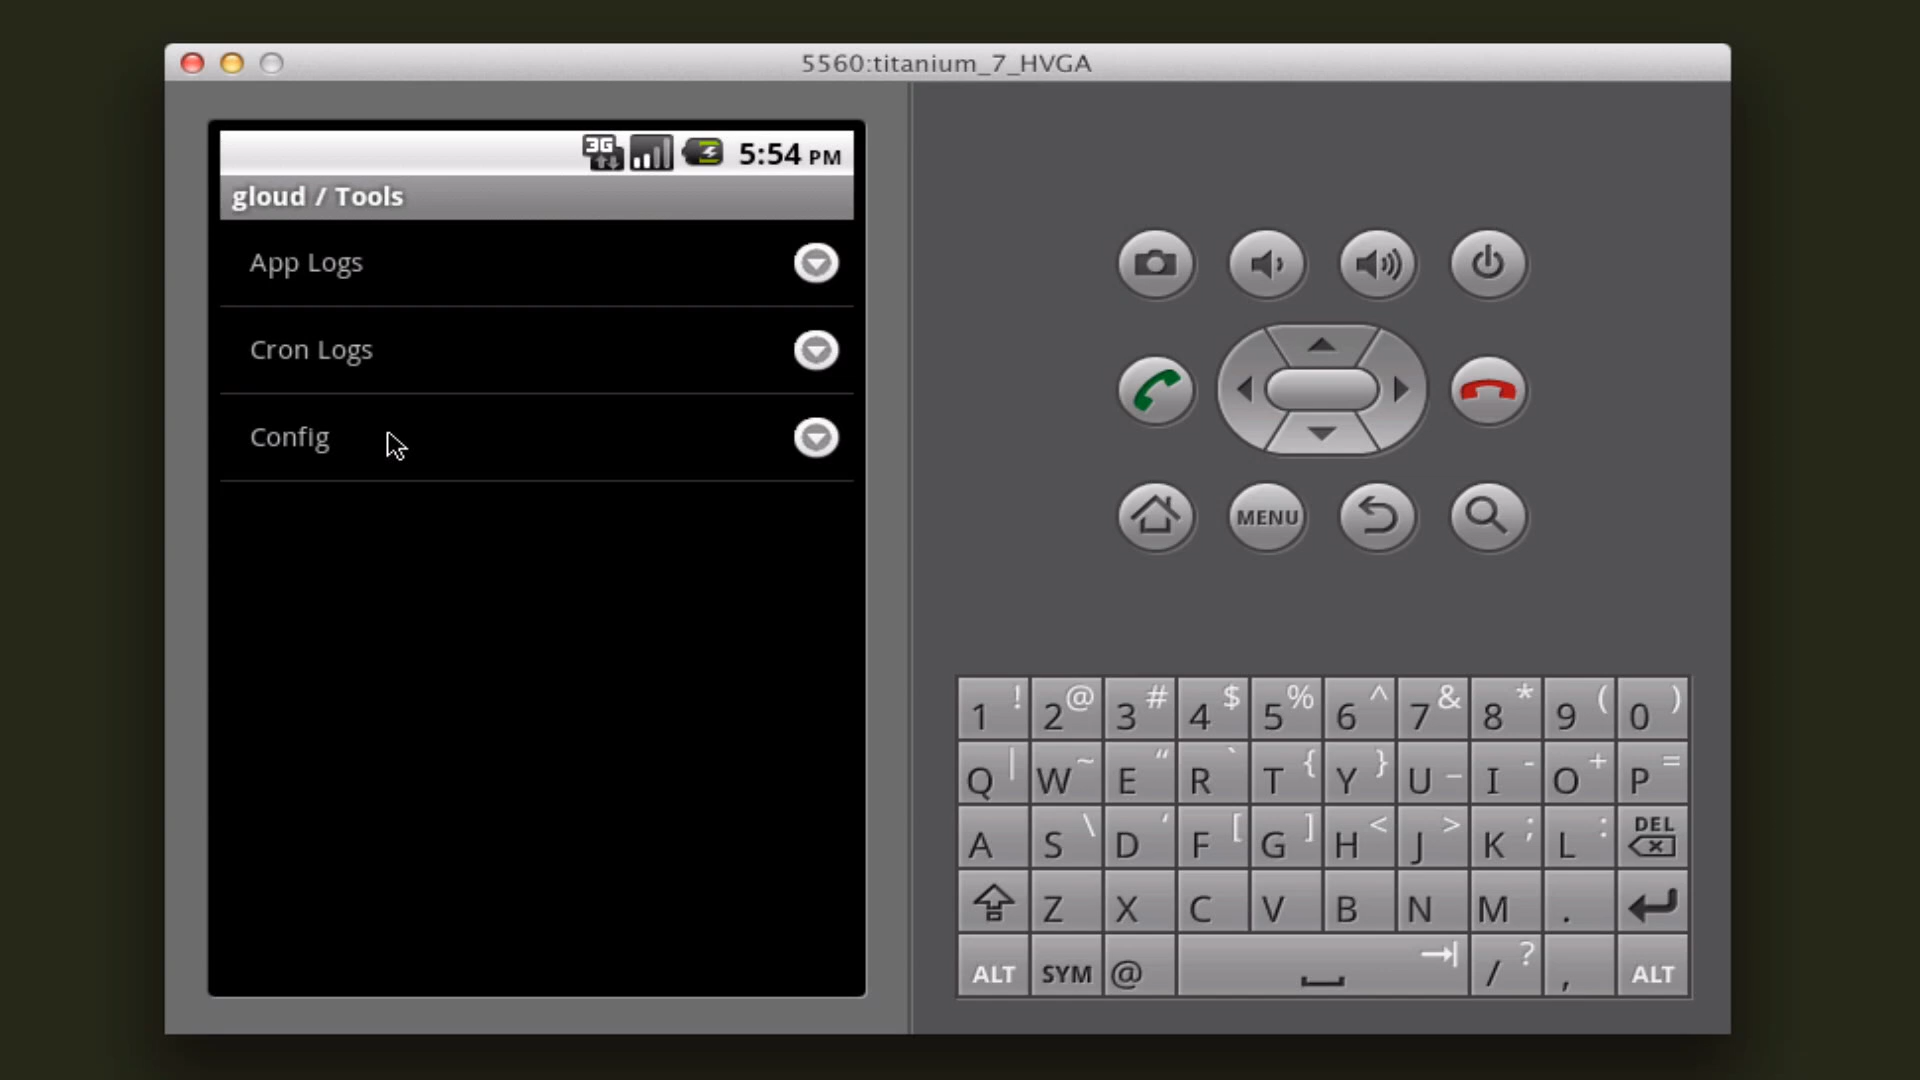 5560:titanium_7_HVGA
3G 5:54 PM
gloud / Tools
App Logs
Cron Logs
Config
MENU
1 ! 2 @ 3 # 4 $ 5 % 6 ^ 7 & 8 * 9 ( 0 )
Q | W ~ E “ R ` T { Y } U _ I - O + P =
A S \ D ‘ F [ G ] H < J > K ; L : DEL
Z X C V B N M .
ALT SYM @ / ? , ALT